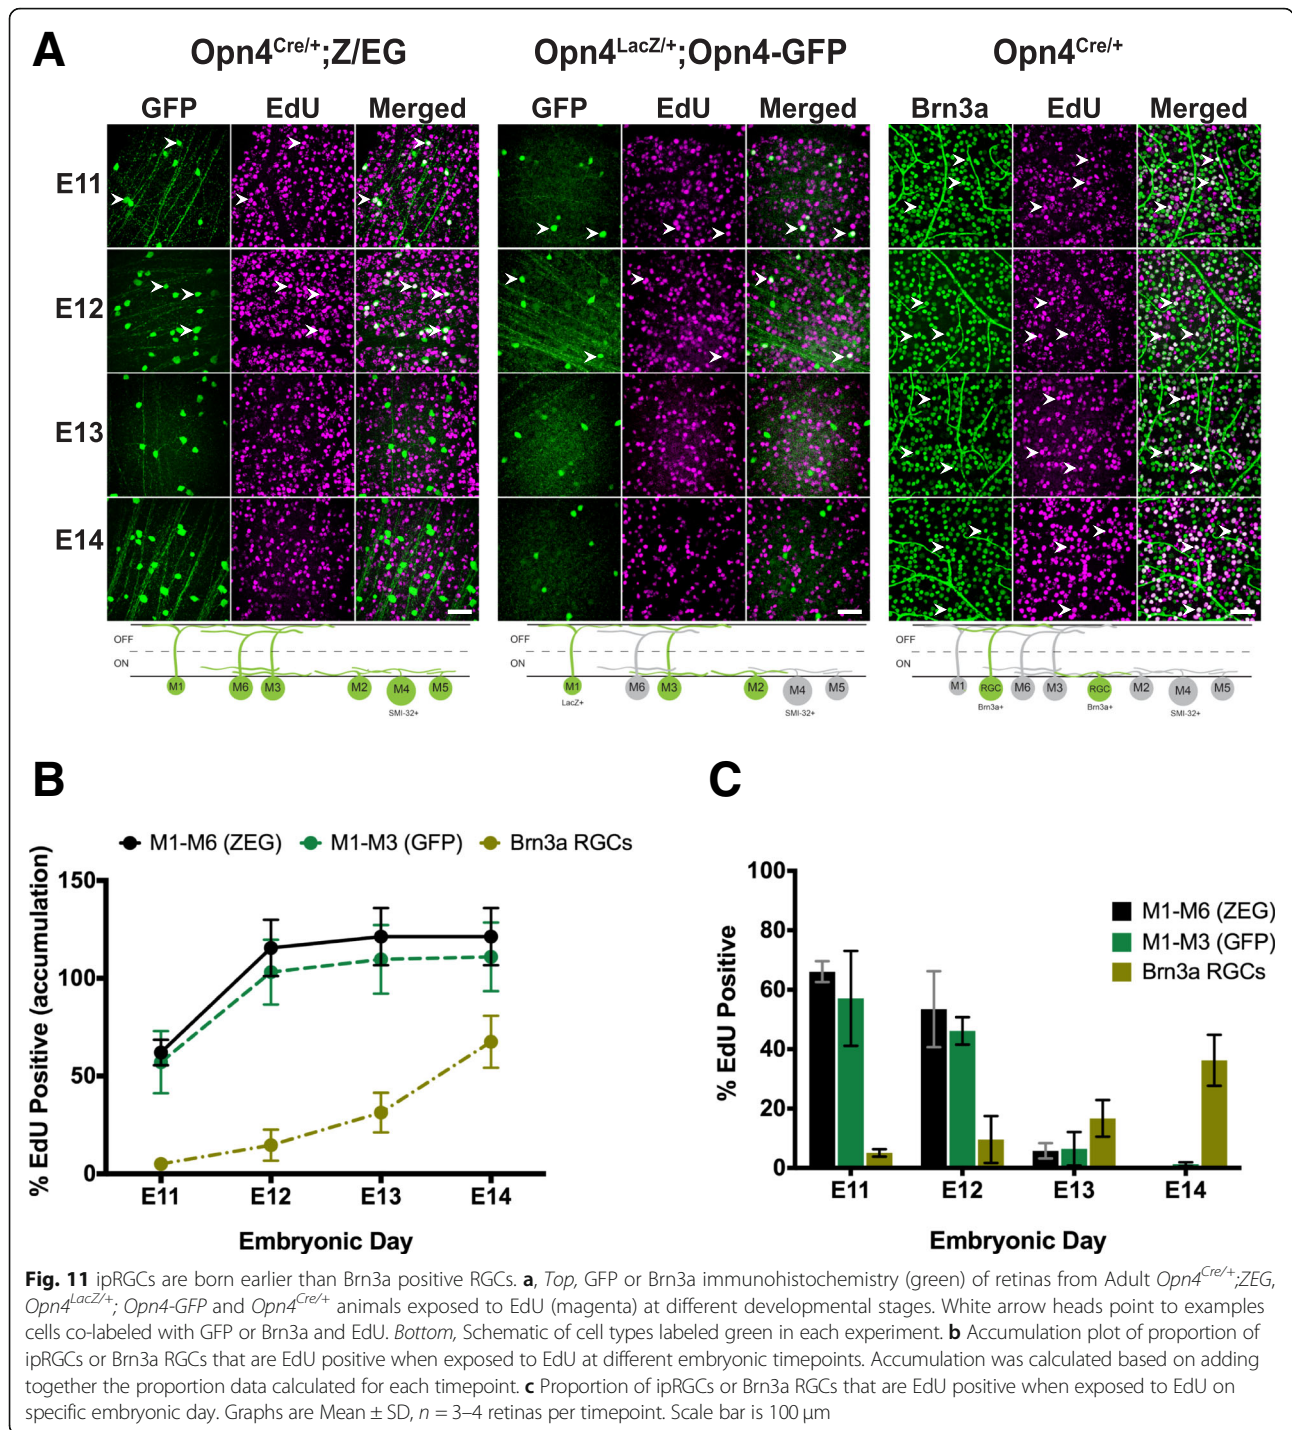 A
Opn4Cre/+;Z/EG
Opn4LacZ/+;Opn4-GFP
Opn4Cre/+
GFP EdU Merged
GFP EdU Merged
Brn3a EdU Merged
E11
E12
E13
E14
OFF
ON
M1 M6 M3 M2 M4 M5
SMI-32+
OFF
ON
M1 M6 M3 M2 M4 M5
LacZ+ SMI-32+
OFF
ON
M1 RGC M6 M3 RGC M2 M4 M5
Brn3a+ Brn3a+ SMI-32+
B
M1-M6 (ZEG) M1-M3 (GFP) Brn3a RGCs
% EdU Positive (accumulation)
150
100
50
0
E11 E12 E13 E14
Embryonic Day
C
M1-M6 (ZEG)
M1-M3 (GFP)
Brn3a RGCs
% EdU Positive
100
80
60
40
20
0
E11 E12 E13 E14
Embryonic Day
Fig. 11 ipRGCs are born earlier than Brn3a positive RGCs. a, Top, GFP or Brn3a immunohistochemistry (green) of retinas from Adult Opn4Cre/+;ZEG,
Opn4LacZ/+; Opn4-GFP and Opn4Cre/+ animals exposed to EdU (magenta) at different developmental stages. White arrow heads point to examples
cells co-labeled with GFP or Brn3a and EdU. Bottom, Schematic of cell types labeled green in each experiment. b Accumulation plot of proportion of
ipRGCs or Brn3a RGCs that are EdU positive when exposed to EdU at different embryonic timepoints. Accumulation was calculated based on adding
together the proportion data calculated for each timepoint. c Proportion of ipRGCs or Brn3a RGCs that are EdU positive when exposed to EdU on
specific embryonic day. Graphs are Mean ± SD, n = 3–4 retinas per timepoint. Scale bar is 100 μm